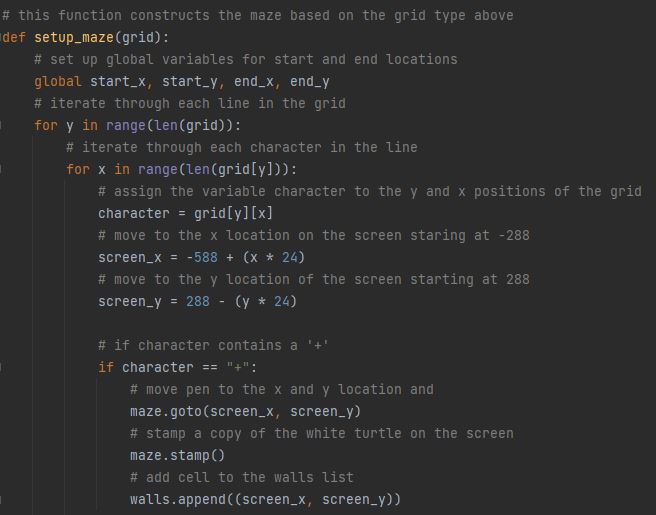 # this function constructs the maze based on the grid type above
def setup_maze(grid):
# set up global variables for start and end locations
global start_x, start_y, end_x, end_y
# iterate through each line in the grid
for y in range(len(grid)):
# iterate through each character in the line
for x in range(len(grid[y])):
# assign the variable character to the y and x positions of the grid
character = grid[y][x]
# move to the x location on the screen staring at -288
screen_x = -588 + (x * 24)
# move to the y location of the screen starting at 288
screen_y = 288 - (y * 24)
# if character contains a '+'
if character == "+":
# move pen to the x and y location and
maze.goto(screen_x, screen_y)
# stamp a copy of the white turtle on the screen
maze.stamp()
# add cell to the walls list
walls.append((screen_x, screen_y))